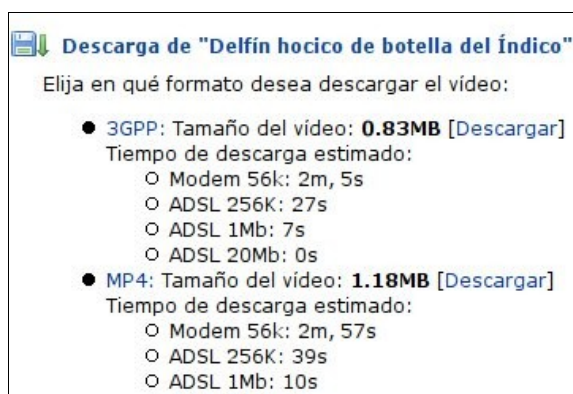 Descarga de "Delfín hocico de botella del Índico"
Elija en qué formato desea descargar el vídeo:
3GPP: Tamaño del vídeo: 0.83MB [Descargar]
Tiempo de descarga estimado:
Modem 56k: 2m, 5s
ADSL 256K: 27s
ADSL 1Mb: 7s
ADSL 20Mb: 0s
MP4: Tamaño del vídeo: 1.18MB [Descargar]
Tiempo de descarga estimado:
Modem 56k: 2m, 57s
ADSL 256K: 39s
ADSL 1Mb: 10s